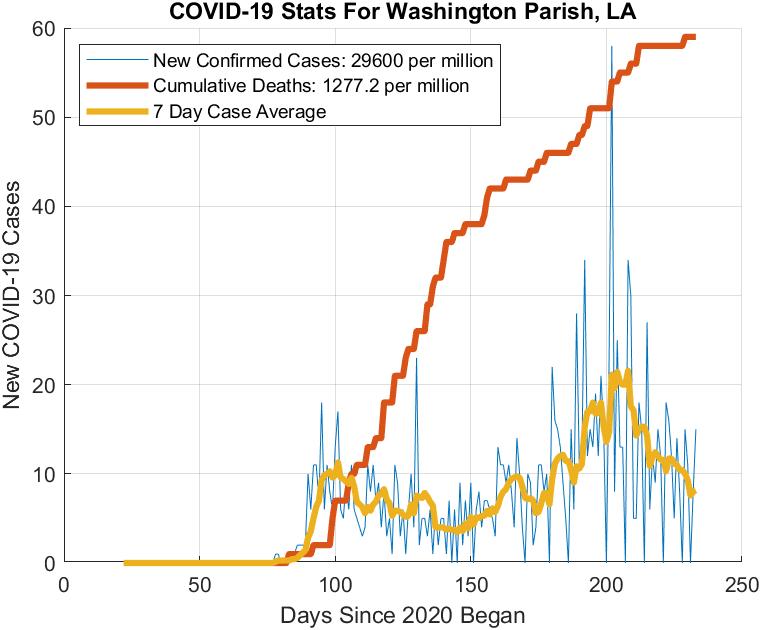 COVID-19 Stats For Washington Parish, LA
New Confirmed Cases: 29600 per million
Cumulative Deaths: 1277.2 per million
7 Day Case Average
New COVID-19 Cases
60
50
40
30
20
10
0
0 50 100 150 200 250
Days Since 2020 Began